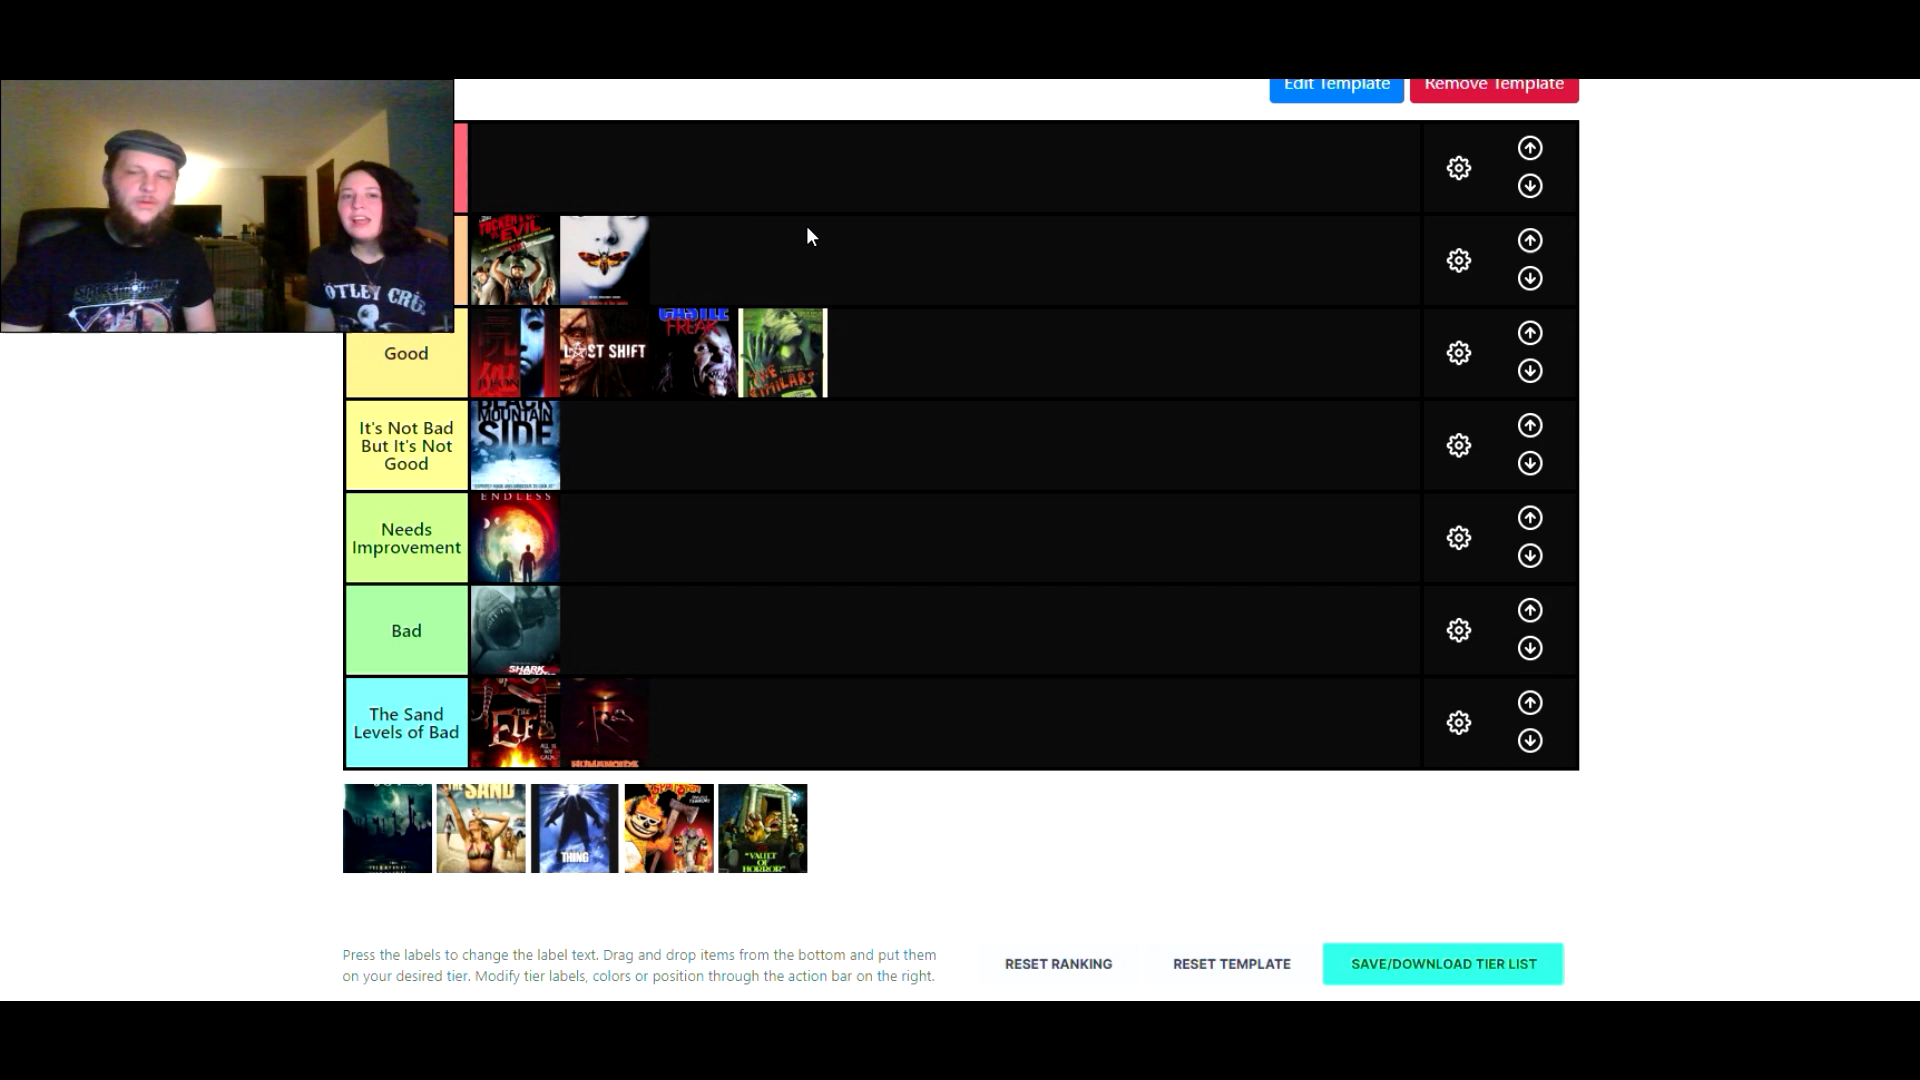 Edit Template
Remove Template
ÖTLEY CRÜ
TUCKER
EVIL
Good
LAST SHIFT
CASTLE
FREAK
THE
SIMILARS
It's Not Bad
But It's Not
Good
BLACK
MOUNTAIN
SIDE
Needs
Improvement
ENDLESS
Bad
SHARK
The Sand
Levels of Bad
THE
ELF
HUMANOIDS
THE SAND
THING
"VAULT
OF
HORROR"
Press the labels to change the label text. Drag and drop items from the bottom and put them
on your desired tier. Modify tier labels, colors or position through the action bar on the right.
RESET RANKING
RESET TEMPLATE
SAVE/DOWNLOAD TIER LIST